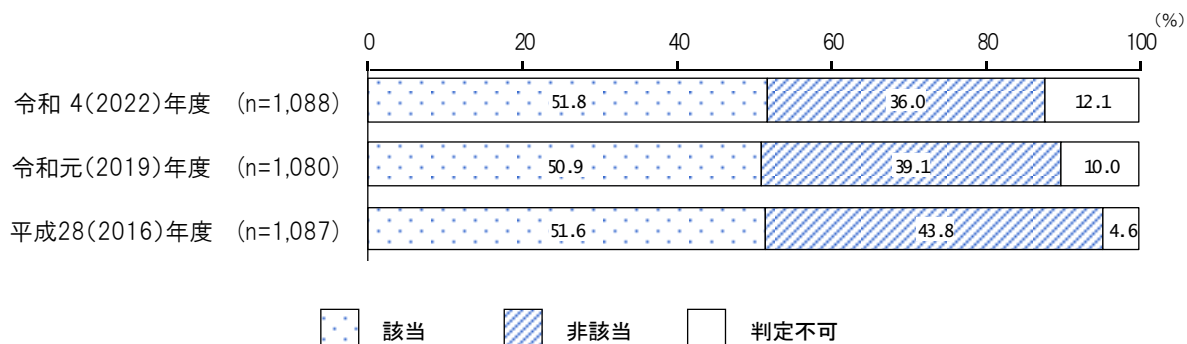 (%)
0 20 40 60 80 100
令和 4(2022)年度 (n=1,088) 51.8 36.0 12.1
令和元(2019)年度 (n=1,080) 50.9 39.1 10.0
平成28(2016)年度 (n=1,087) 51.6 43.8 4.6
該当 非該当 判定不可